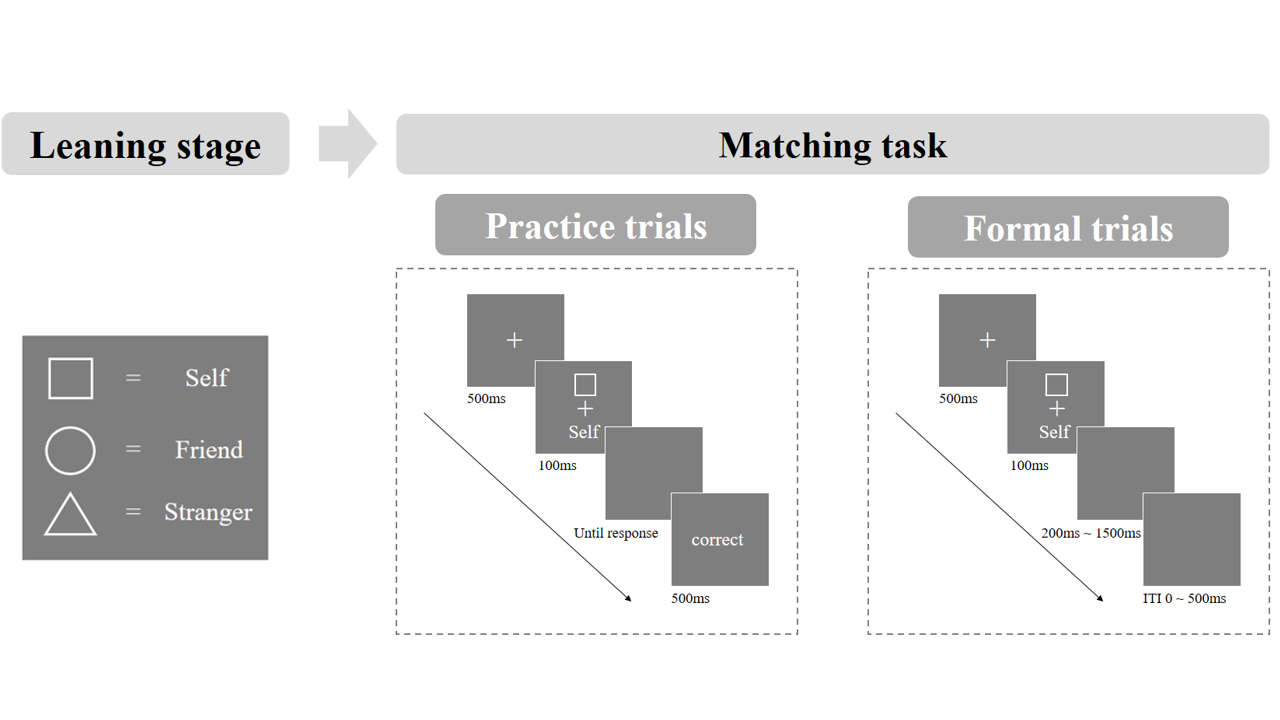 Leaning stage
Matching task
Practice trials
Formal trials
= Self
= Friend
= Stranger
+
500ms
+
Self
100ms
Until response
correct
500ms
+
500ms
+
Self
100ms
200ms ~ 1500ms
ITI 0 ~ 500ms